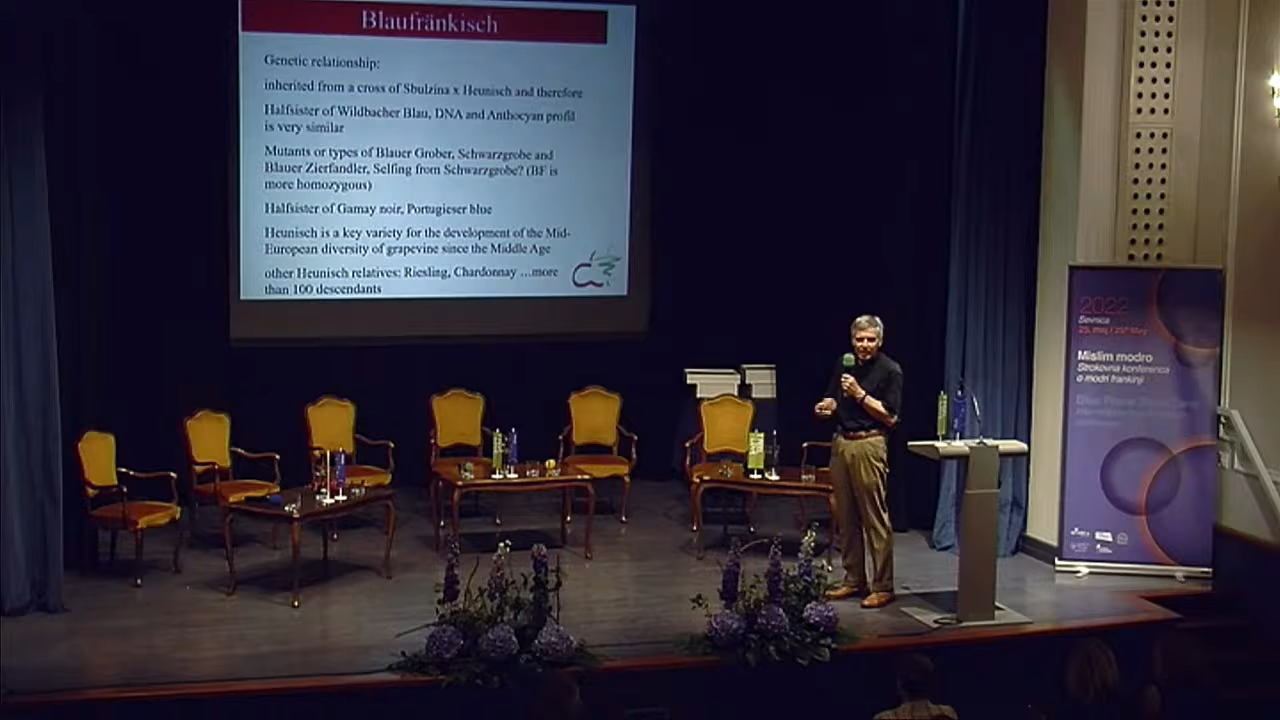 Blaufränkisch
Genetic relationship:
inherited from a cross of Sbulzina x Heunisch and therefore
Halfsister of Wildbacher Blau, DNA and Anthocyan profil
is very similar
Mutants or types of Blauer Grober, Schwarzgrobe and
Blauer Zierfandler, Selfing from Schwarzgrobe? (BF is
more homozygous)
Halfsister of Gamay noir, Portugieser blue
Heunisch is a key variety for the development of the Mid-
European diversity of grapevine since the Middle Age
other Heunisch relatives: Riesling, Chardonnay ...more
than 100 descendants
2022
Sevnica
25. maj / 25th May
Mislim modro
Strokovna konferenca
o modri frankinji